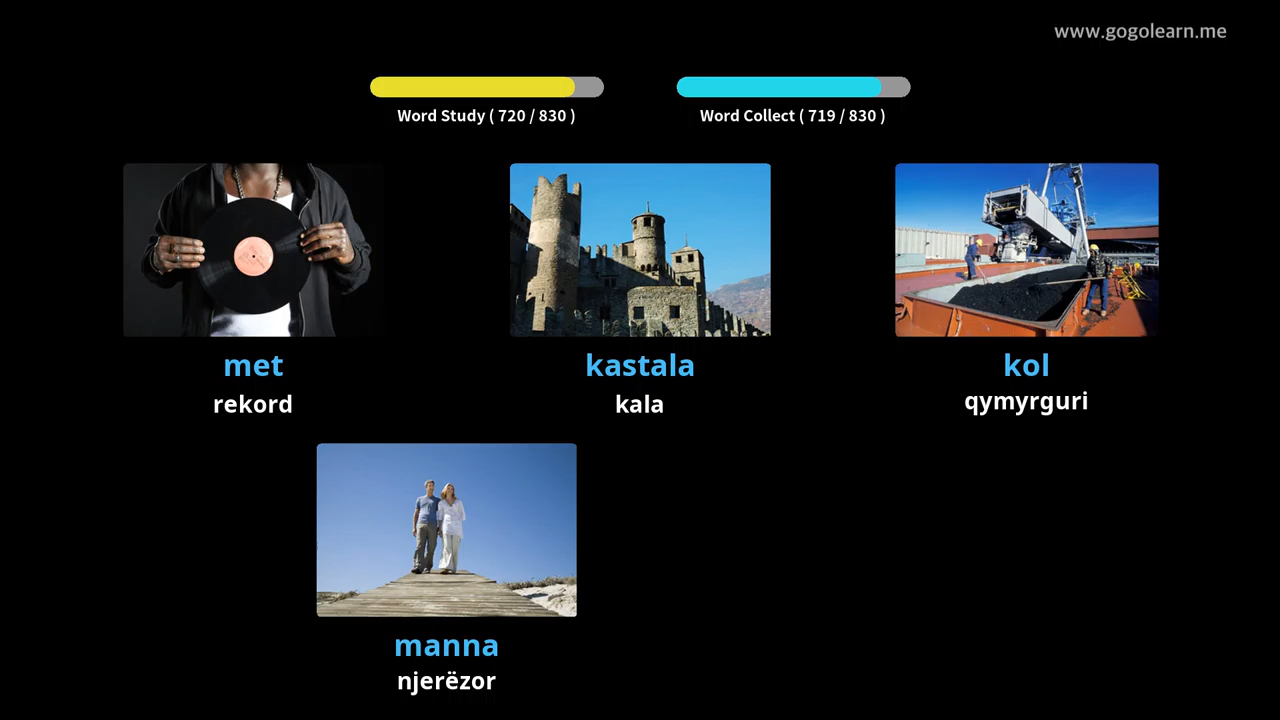 www.gogolearn.me
Word Study ( 720 / 830 )
Word Collect ( 719 / 830 )
met
rekord
kastala
kala
kol
qymyrguri
manna
njerëzor